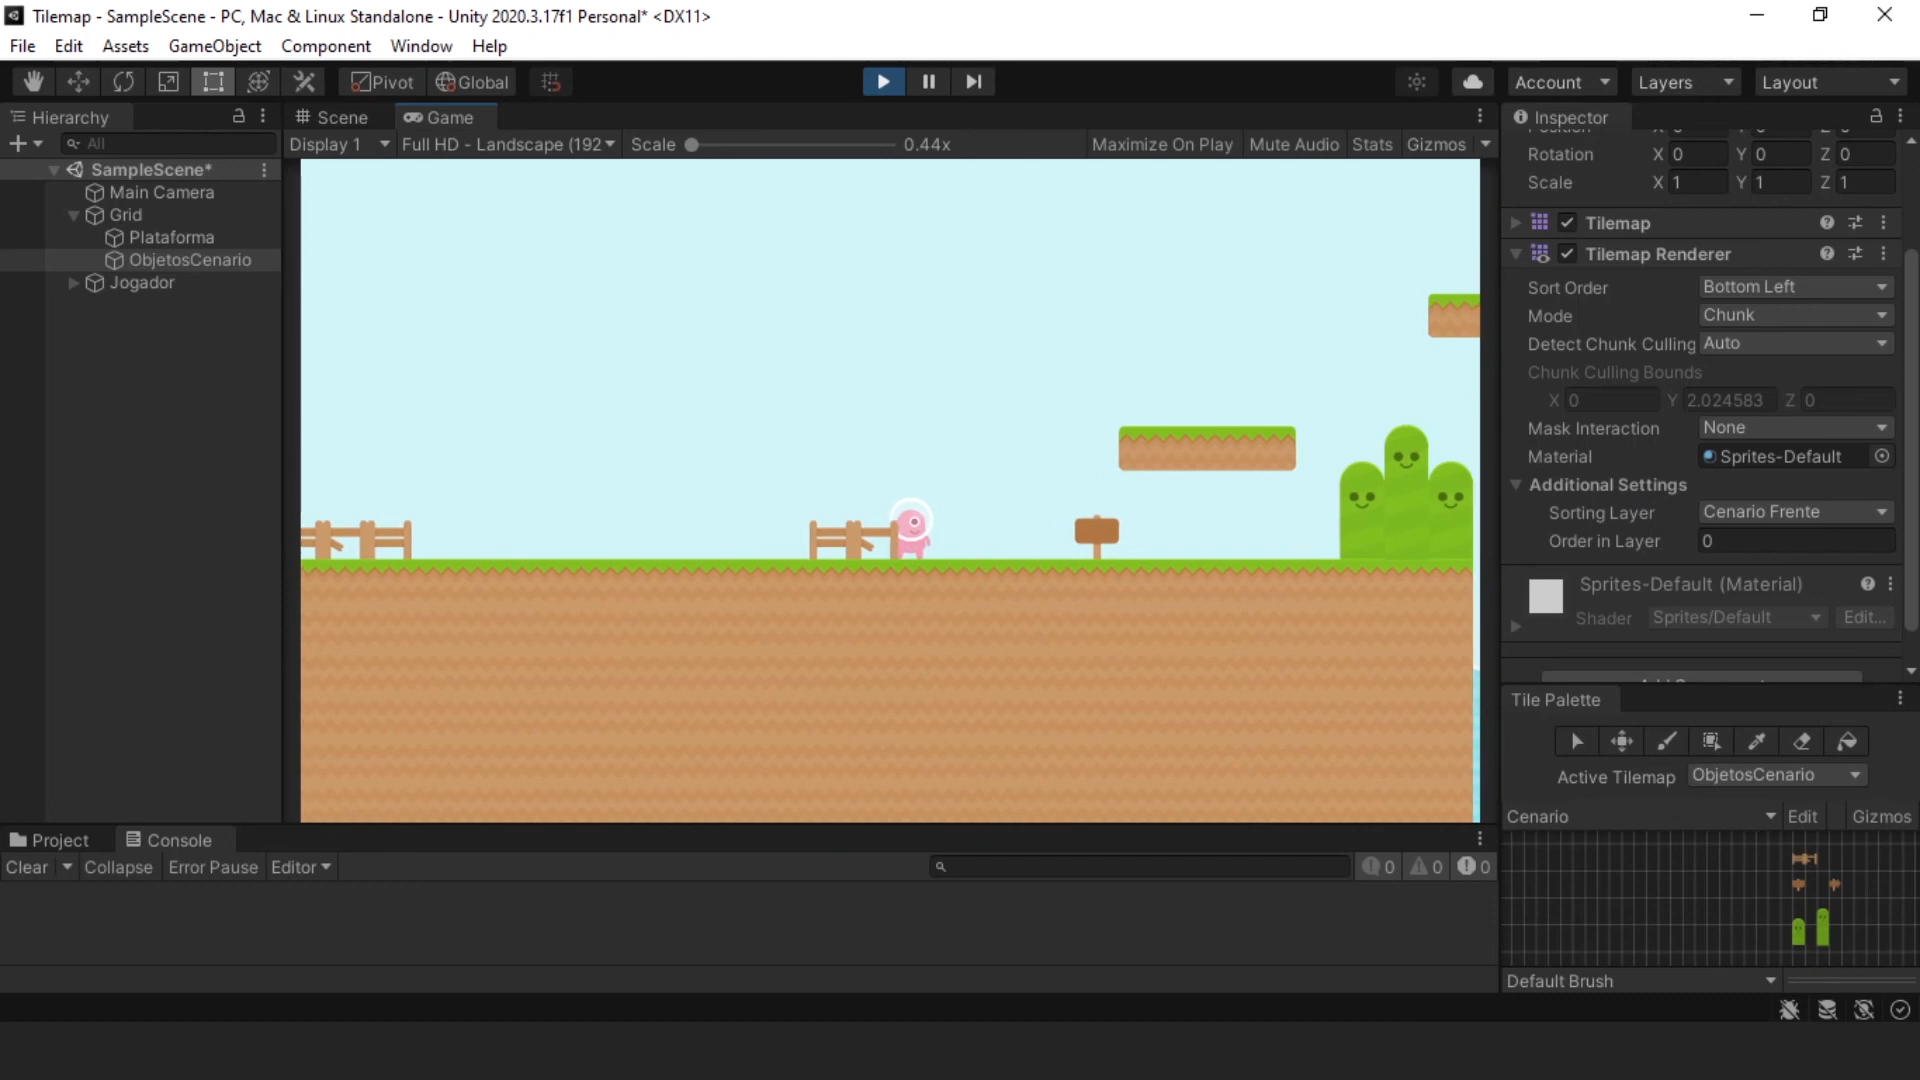 Tilemap - SampleScene - PC, Mac & Linux Standalone - Unity 2020.3.17f1 Personal* <DX11>
File Edit Assets GameObject Component Window Help
Pivot Global Account Layers Layout
Hierarchy
All
SampleScene*
Main Camera
Grid
Plataforma
ObjetosCenario
Jogador
Scene Game
Display 1 Full HD - Landscape (192 Scale 0.44x Maximize On Play Mute Audio Stats Gizmos
Inspector
Rotation X 0 Y 0 Z 0
Scale X 1 Y 1 Z 1
Tilemap
Tilemap Renderer
Sort Order Bottom Left
Mode Chunk
Detect Chunk Culling Auto
Chunk Culling Bounds
X 0 Y 2.024583 Z 0
Mask Interaction None
Material Sprites-Default
Additional Settings
Sorting Layer Cenario Frente
Order in Layer 0
Sprites-Default (Material)
Shader Sprites/Default Edit...
Tile Palette
Active Tilemap ObjetosCenario
Cenario Edit Gizmos
Default Brush
Project Console
Clear Collapse Error Pause Editor 0 0 0